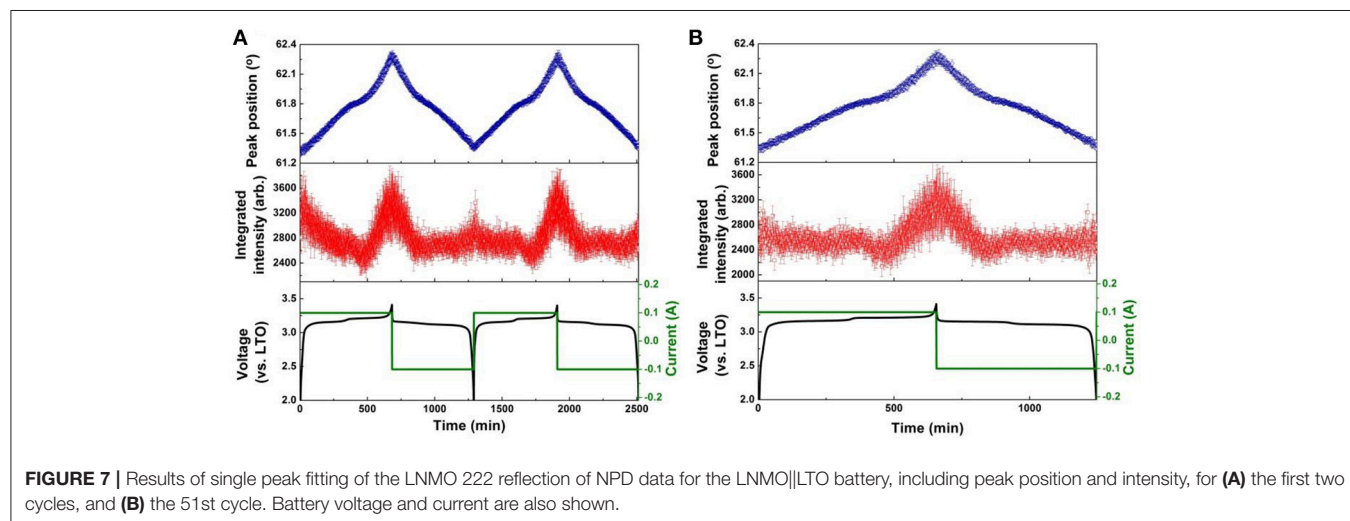 A
62.4
62.1
61.8
61.5
61.2
Peak position (º)
3600
3200
2800
2400
Integrated
intensity (arb.)
3.5
3.0
2.5
2.0
Voltage
(vs. LTO)
0.2
0.1
0.0
-0.1
-0.2
Current (A)
0 500 1000 1500 2000 2500
Time (min)
B
62.4
62.1
61.8
61.5
61.2
Peak position (º)
3600
3200
2800
2400
2000
Integrated
intensity (arb.)
3.5
3.0
2.5
2.0
Voltage
(vs. LTO)
0.2
0.1
0.0
-0.1
-0.2
Current (A)
0 500 1000
Time (min)
FIGURE 7 | Results of single peak fitting of the LNMO 222 reflection of NPD data for the LNMO||LTO battery, including peak position and intensity, for (A) the first two
cycles, and (B) the 51st cycle. Battery voltage and current are also shown.